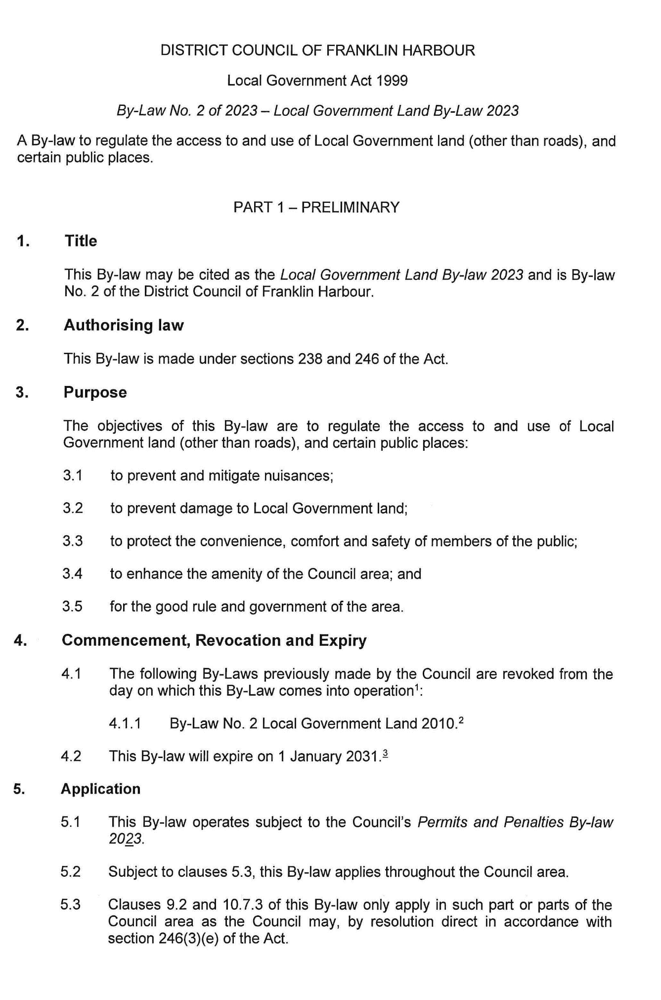 DISTRICT COUNCIL OF FRANKLIN HARBOUR
Local Government Act 1999
By-Law No. 2 of 2023 – Local Government Land By-Law 2023
A By-law to regulate the access to and use of Local Government land (other than roads), and
certain public places.
PART 1 – PRELIMINARY
1. Title
This By-law may be cited as the Local Government Land By-law 2023 and is By-law
No. 2 of the District Council of Franklin Harbour.
2. Authorising law
This By-law is made under sections 238 and 246 of the Act.
3. Purpose
The objectives of this By-law are to regulate the access to and use of Local
Government land (other than roads), and certain public places:
3.1 to prevent and mitigate nuisances;
3.2 to prevent damage to Local Government land;
3.3 to protect the convenience, comfort and safety of members of the public;
3.4 to enhance the amenity of the Council area; and
3.5 for the good rule and government of the area.
4. Commencement, Revocation and Expiry
4.1 The following By-Laws previously made by the Council are revoked from the
day on which this By-Law comes into operation¹:
4.1.1 By-Law No. 2 Local Government Land 2010.²
4.2 This By-law will expire on 1 January 2031.³
5. Application
5.1 This By-law operates subject to the Council's Permits and Penalties By-law
2023.
5.2 Subject to clauses 5.3, this By-law applies throughout the Council area.
5.3 Clauses 9.2 and 10.7.3 of this By-law only apply in such part or parts of the
Council area as the Council may, by resolution direct in accordance with
section 246(3)(e) of the Act.